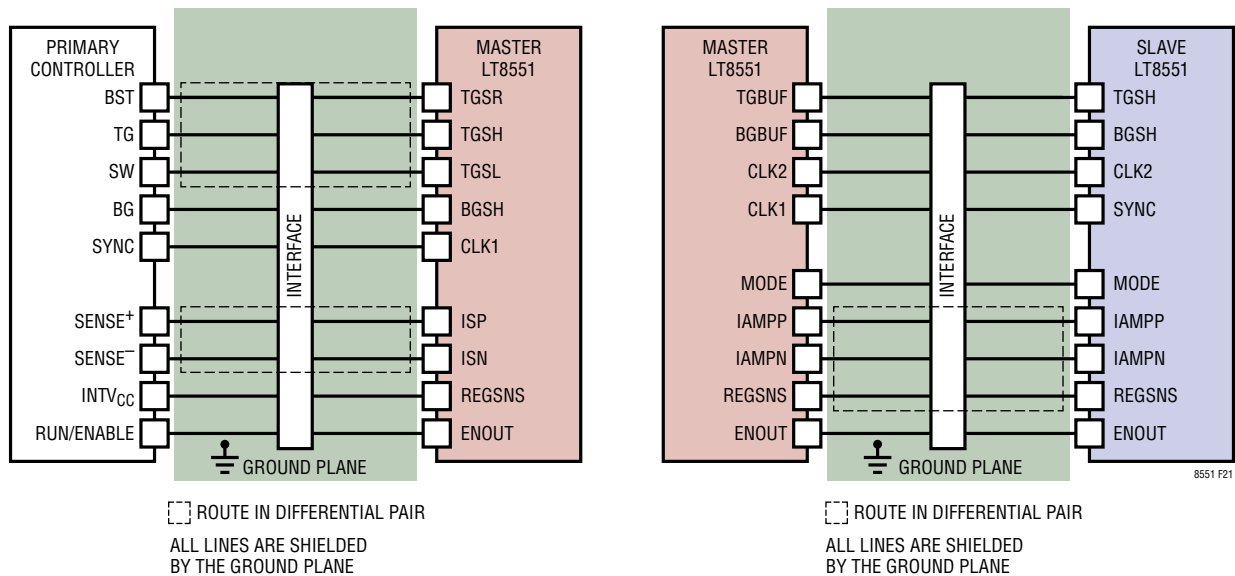 PRIMARY
CONTROLLER
BST
TG
SW
BG
SYNC
SENSE+
SENSE–
INTVCC
RUN/ENABLE
INTERFACE
GROUND PLANE
MASTER
LT8551
TGSR
TGSH
TGSL
BGSH
CLK1
ISP
ISN
REGSNS
ENOUT
ROUTE IN DIFFERENTIAL PAIR
ALL LINES ARE SHIELDED
BY THE GROUND PLANE
MASTER
LT8551
TGBUF
BGBUF
CLK2
CLK1
MODE
IAMPP
IAMPN
REGSNS
ENOUT
INTERFACE
GROUND PLANE
SLAVE
LT8551
TGSH
BGSH
CLK2
SYNC
MODE
IAMPP
IAMPN
REGSNS
ENOUT
8551 F21
ROUTE IN DIFFERENTIAL PAIR
ALL LINES ARE SHIELDED
BY THE GROUND PLANE